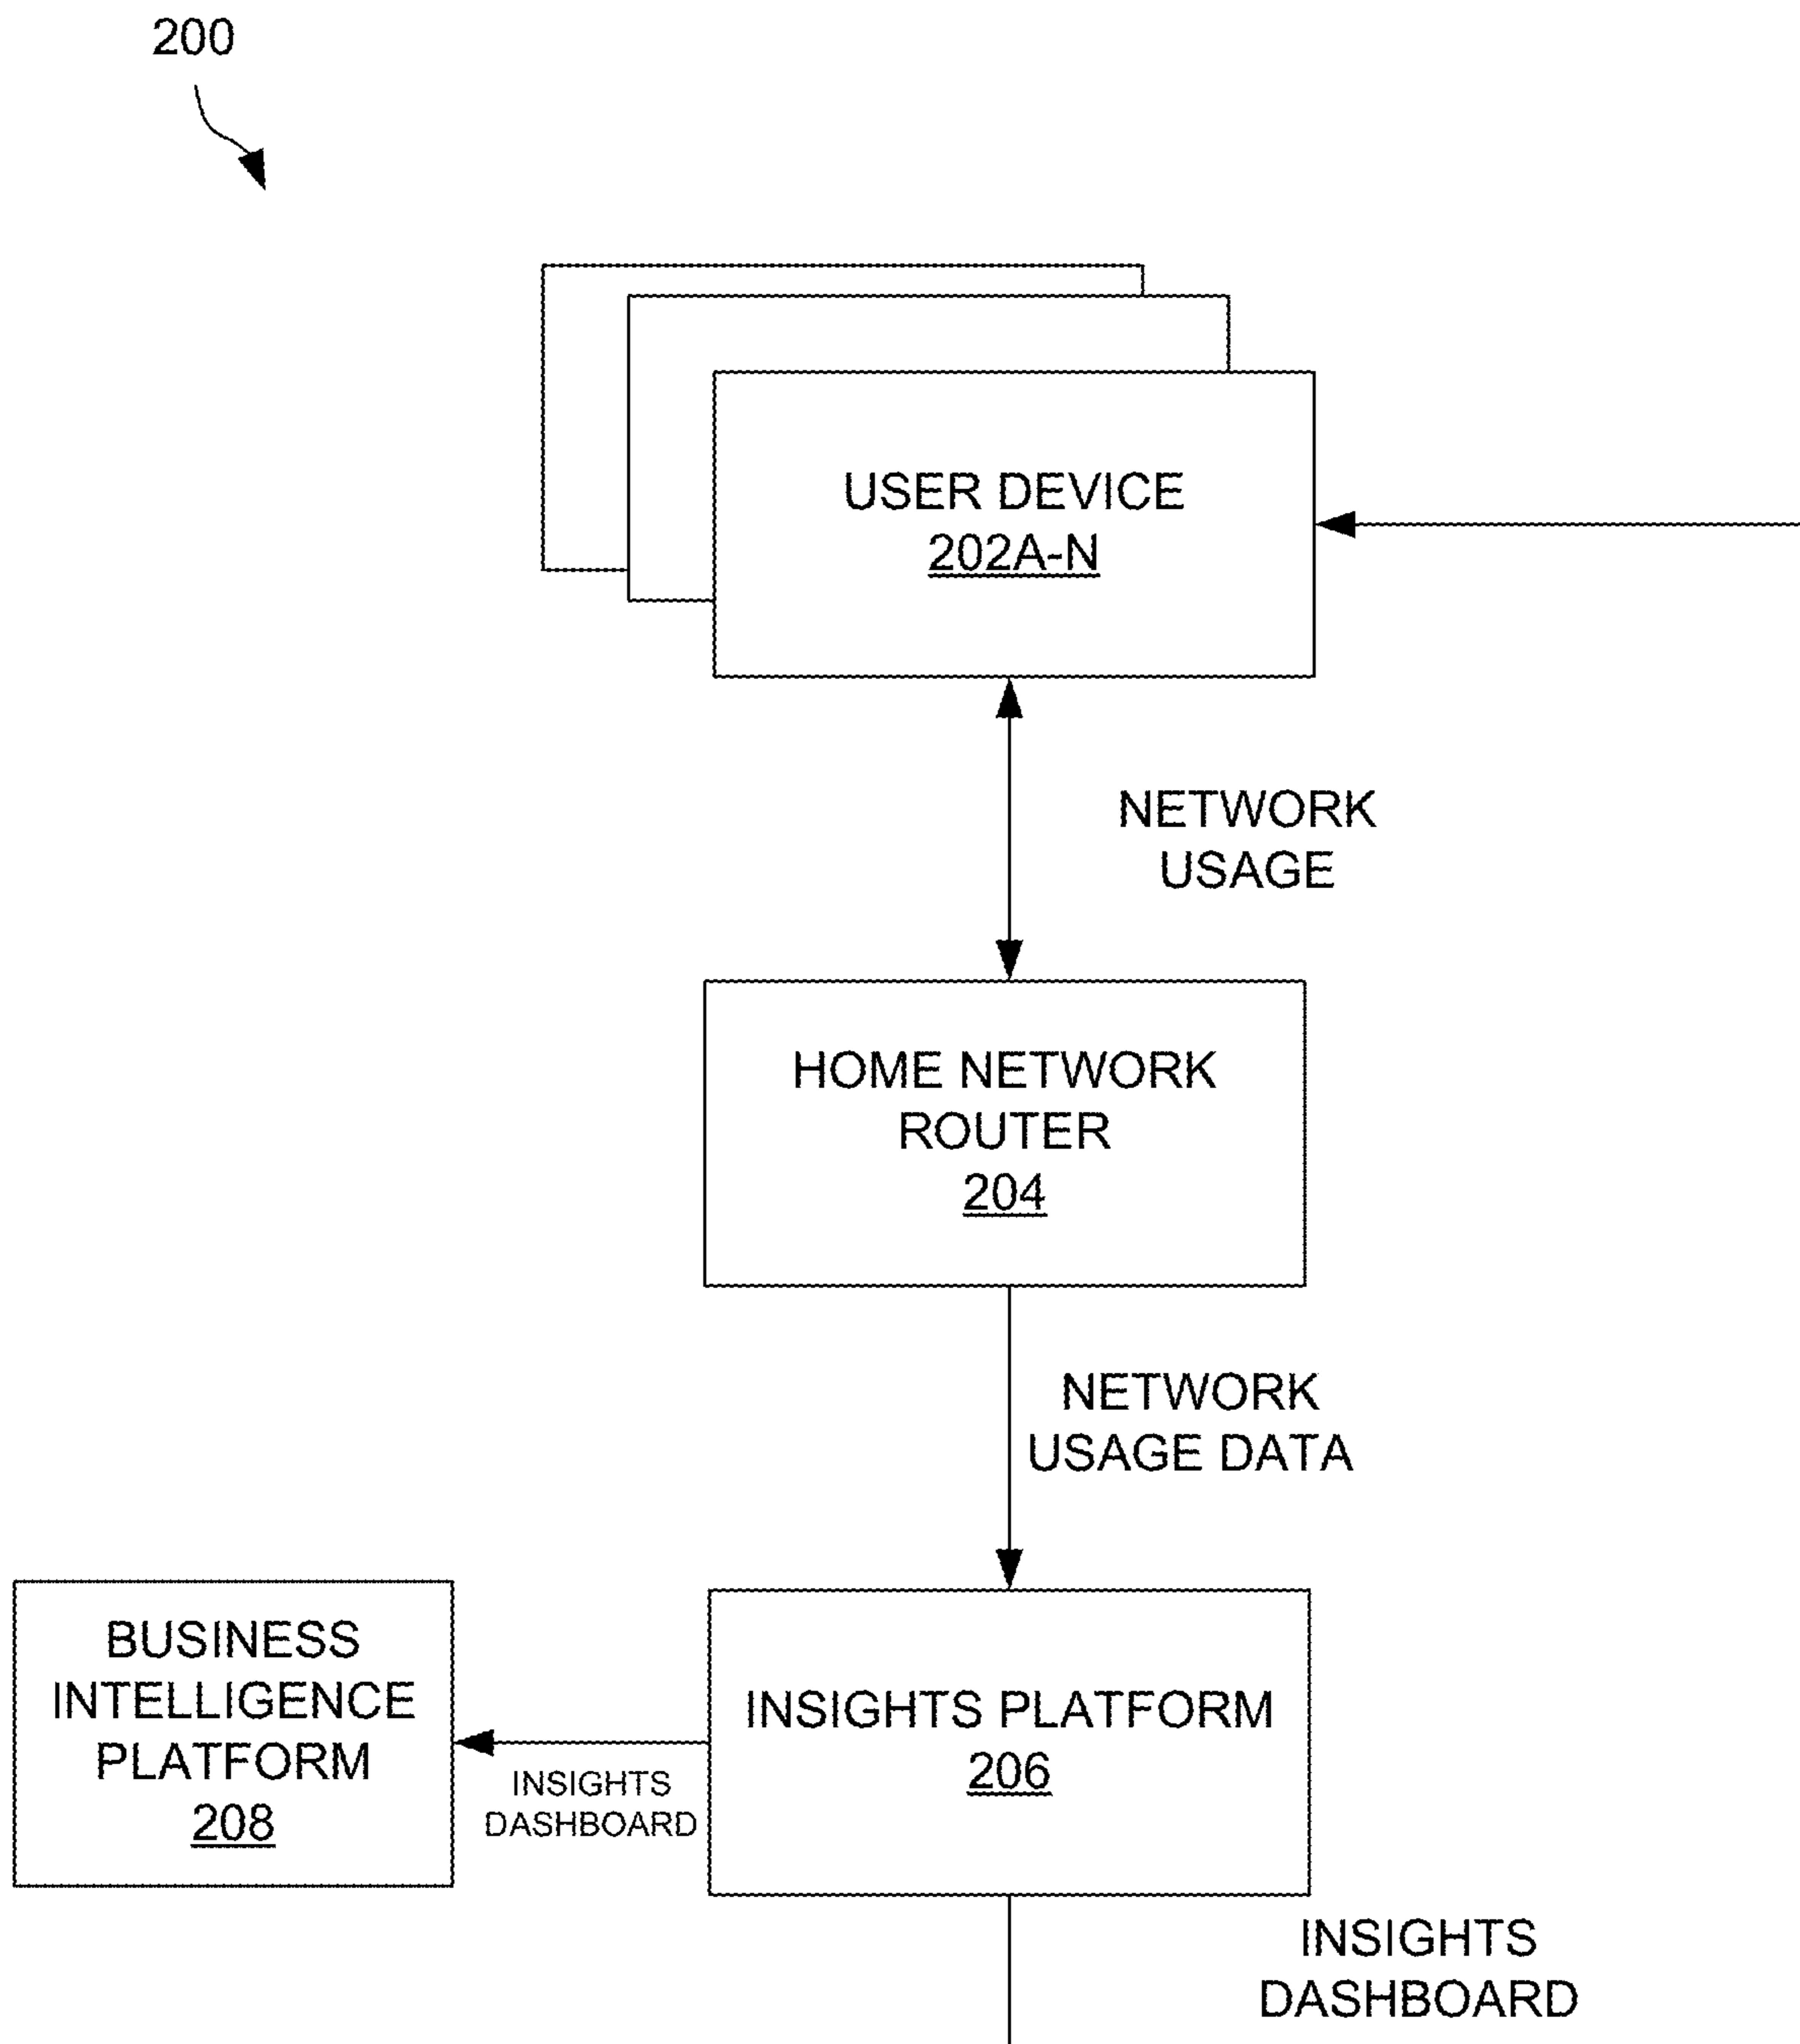 200
USER DEVICE
202A-N
NETWORK
USAGE
HOME NETWORK
ROUTER
204
NETWORK
USAGE DATA
BUSINESS
INTELLIGENCE
PLATFORM
208
INSIGHTS
DASHBOARD
INSIGHTS PLATFORM
206
INSIGHTS
DASHBOARD